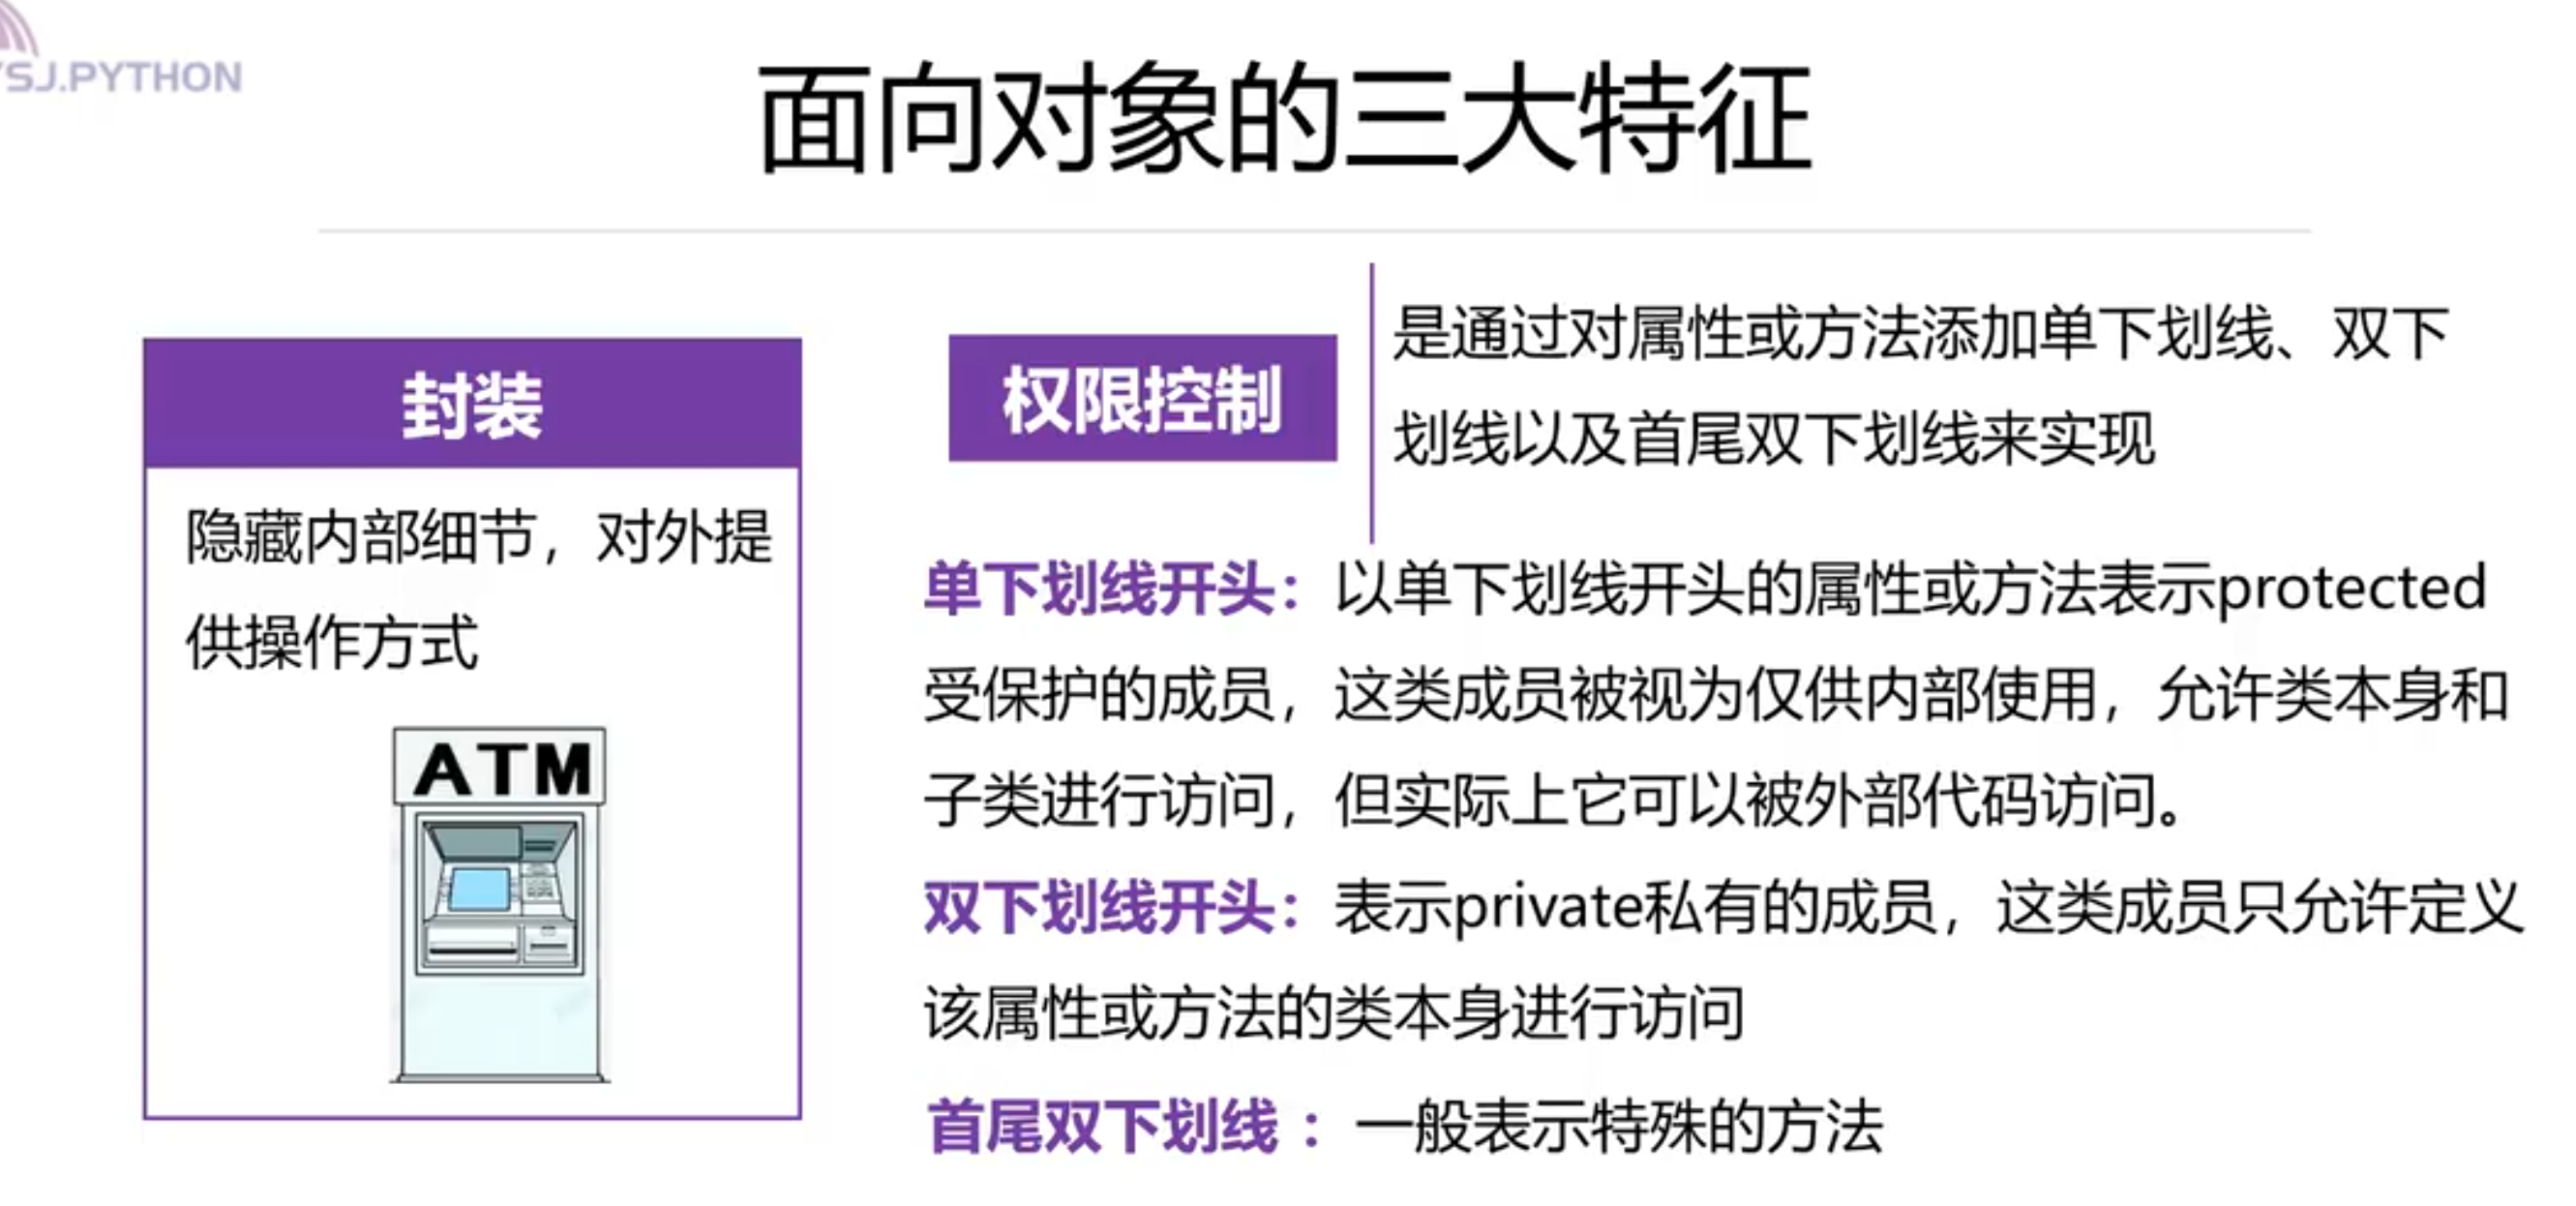 SJ.PYTHON
面向对象的三大特征
封装
隐藏内部细节，对外提
供操作方式
ATM
权限控制
是通过对属性或方法添加单下划线、双下
划线以及首尾双下划线来实现
单下划线开头：以单下划线开头的属性或方法表示protected
受保护的成员，这类成员被视为仅供内部使用，允许类本身和
子类进行访问，但实际上它可以被外部代码访问。
双下划线开头：表示private私有的成员，这类成员只允许定义
该属性或方法的类本身进行访问
首尾双下划线：一般表示特殊的方法